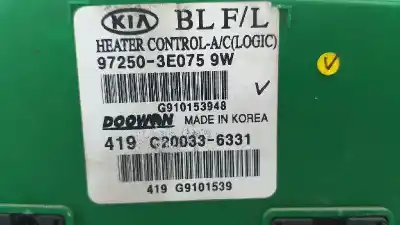 KIA BL F/L
HEATER CONTROL-A/C(LOGIC)
97250-3E075 9W
G910153948
DOOWON MADE IN KOREA
419 C20033-6331
419 G9101539